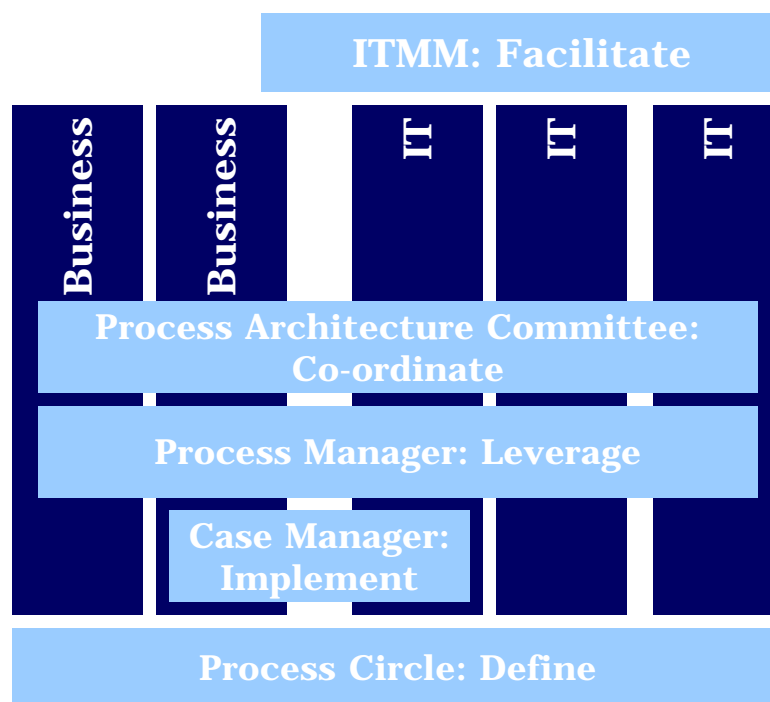 ITMM: Facilitate
Business
Business
IT
IT
IT
Process Architecture Committee:
Co-ordinate
Process Manager: Leverage
Case Manager:
Implement
Process Circle: Define